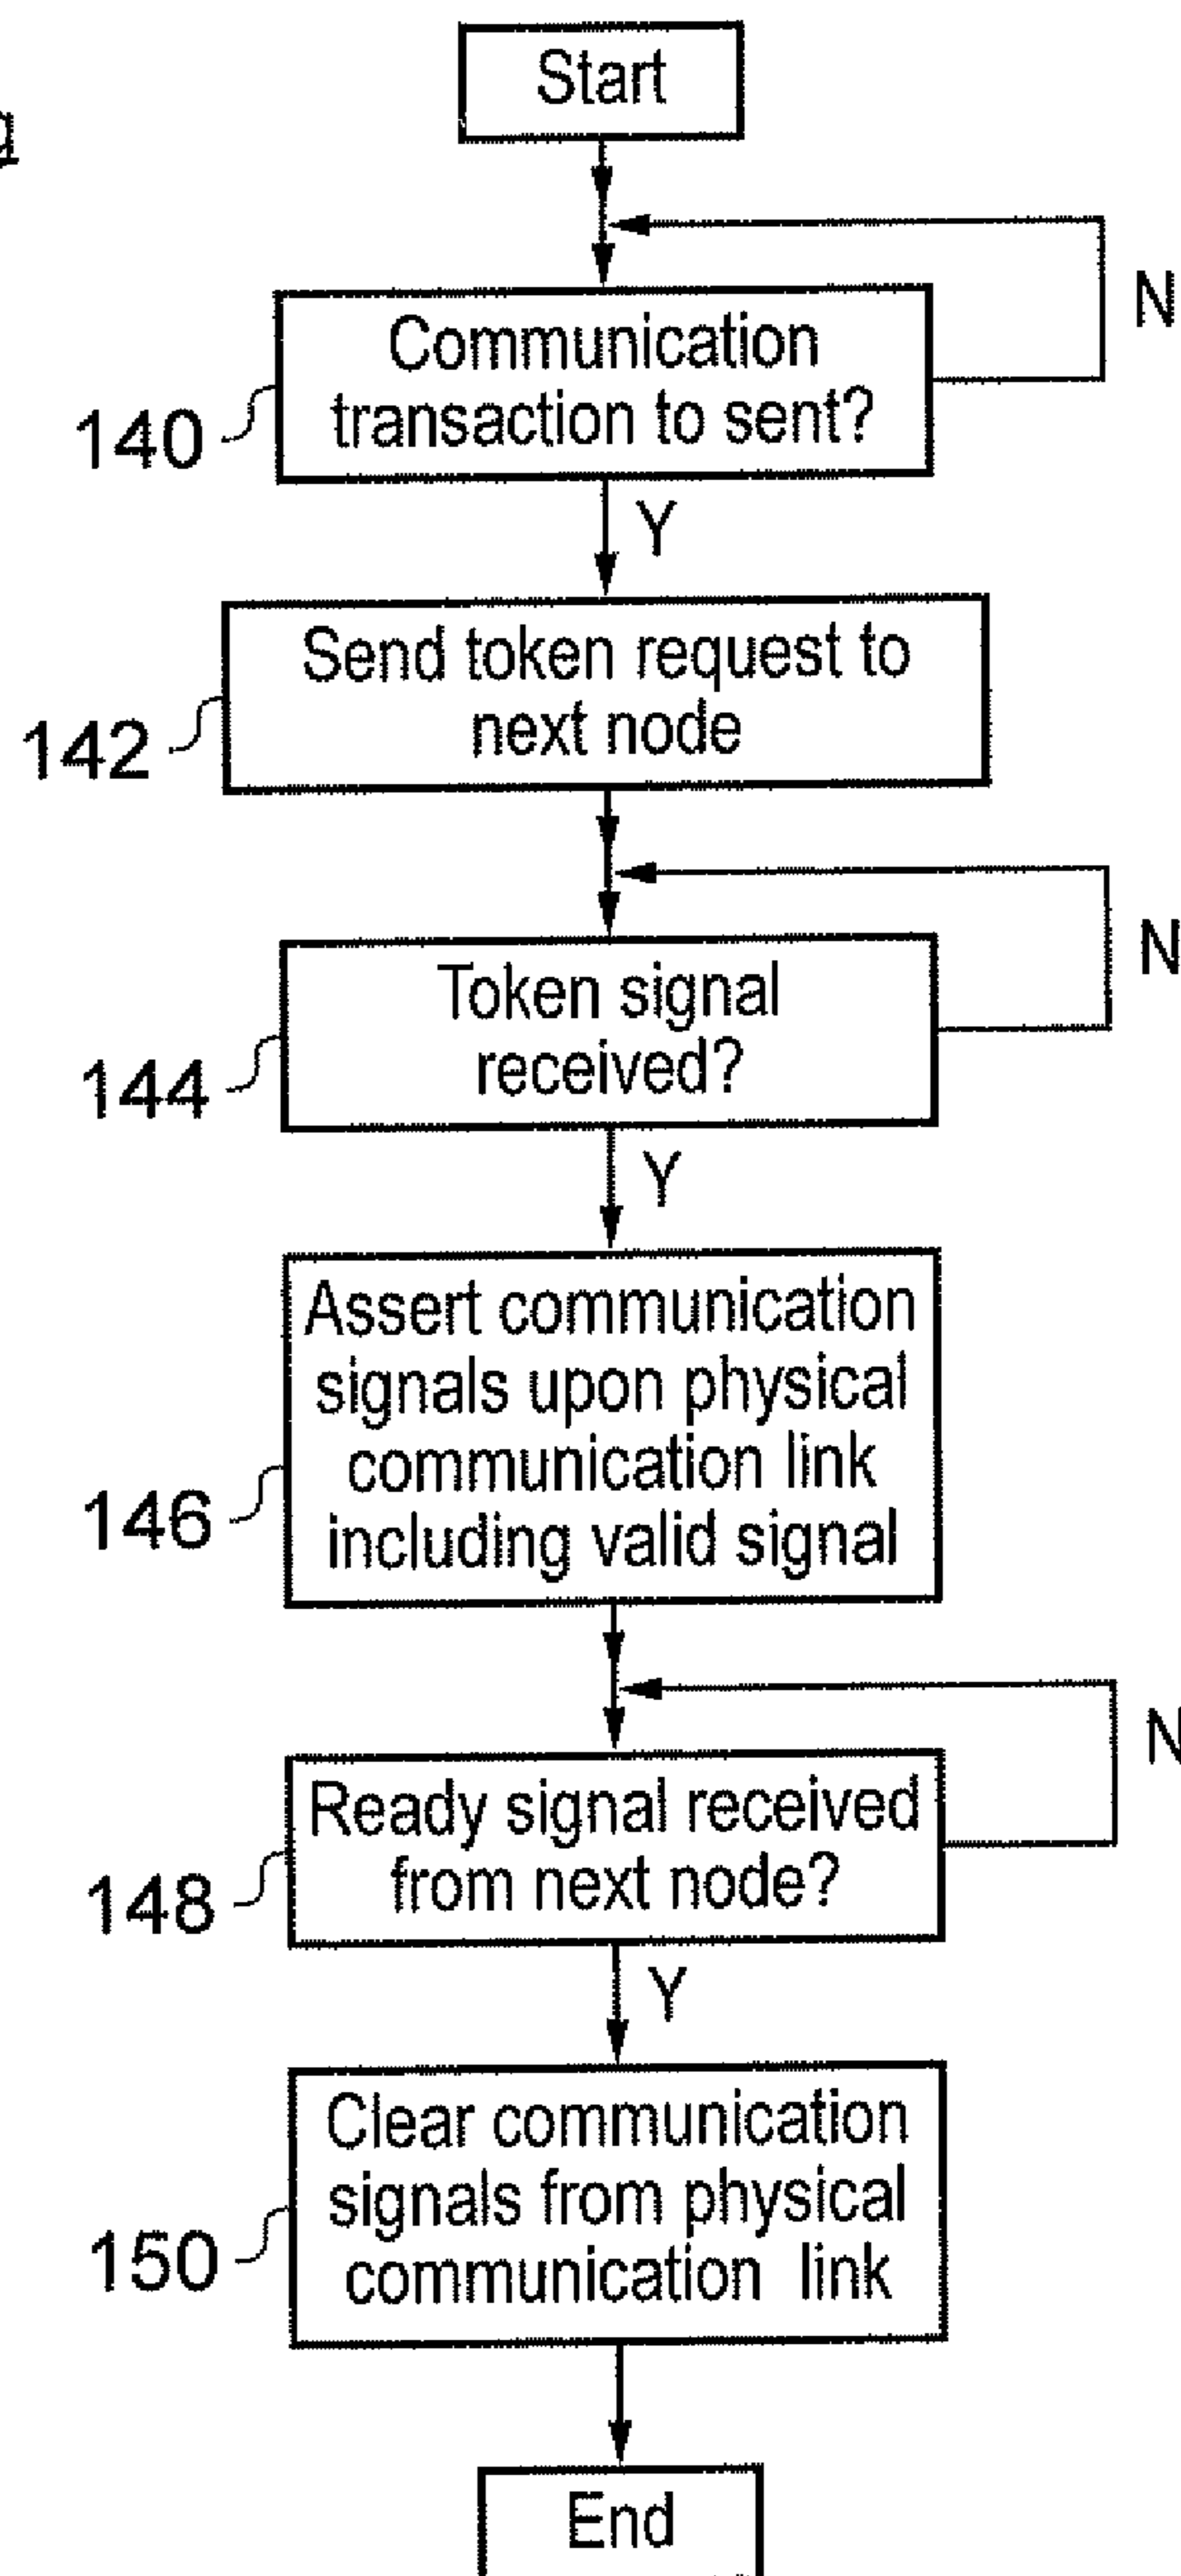 Start
N
Communication
transaction to sent?
140
Y
Send token request to
next node
142
N
Token signal
received?
144
Y
Assert communication
signals upon physical
communication link
including valid signal
146
N
Ready signal received
from next node?
148
Y
Clear communication
signals from physical
communication link
150
End